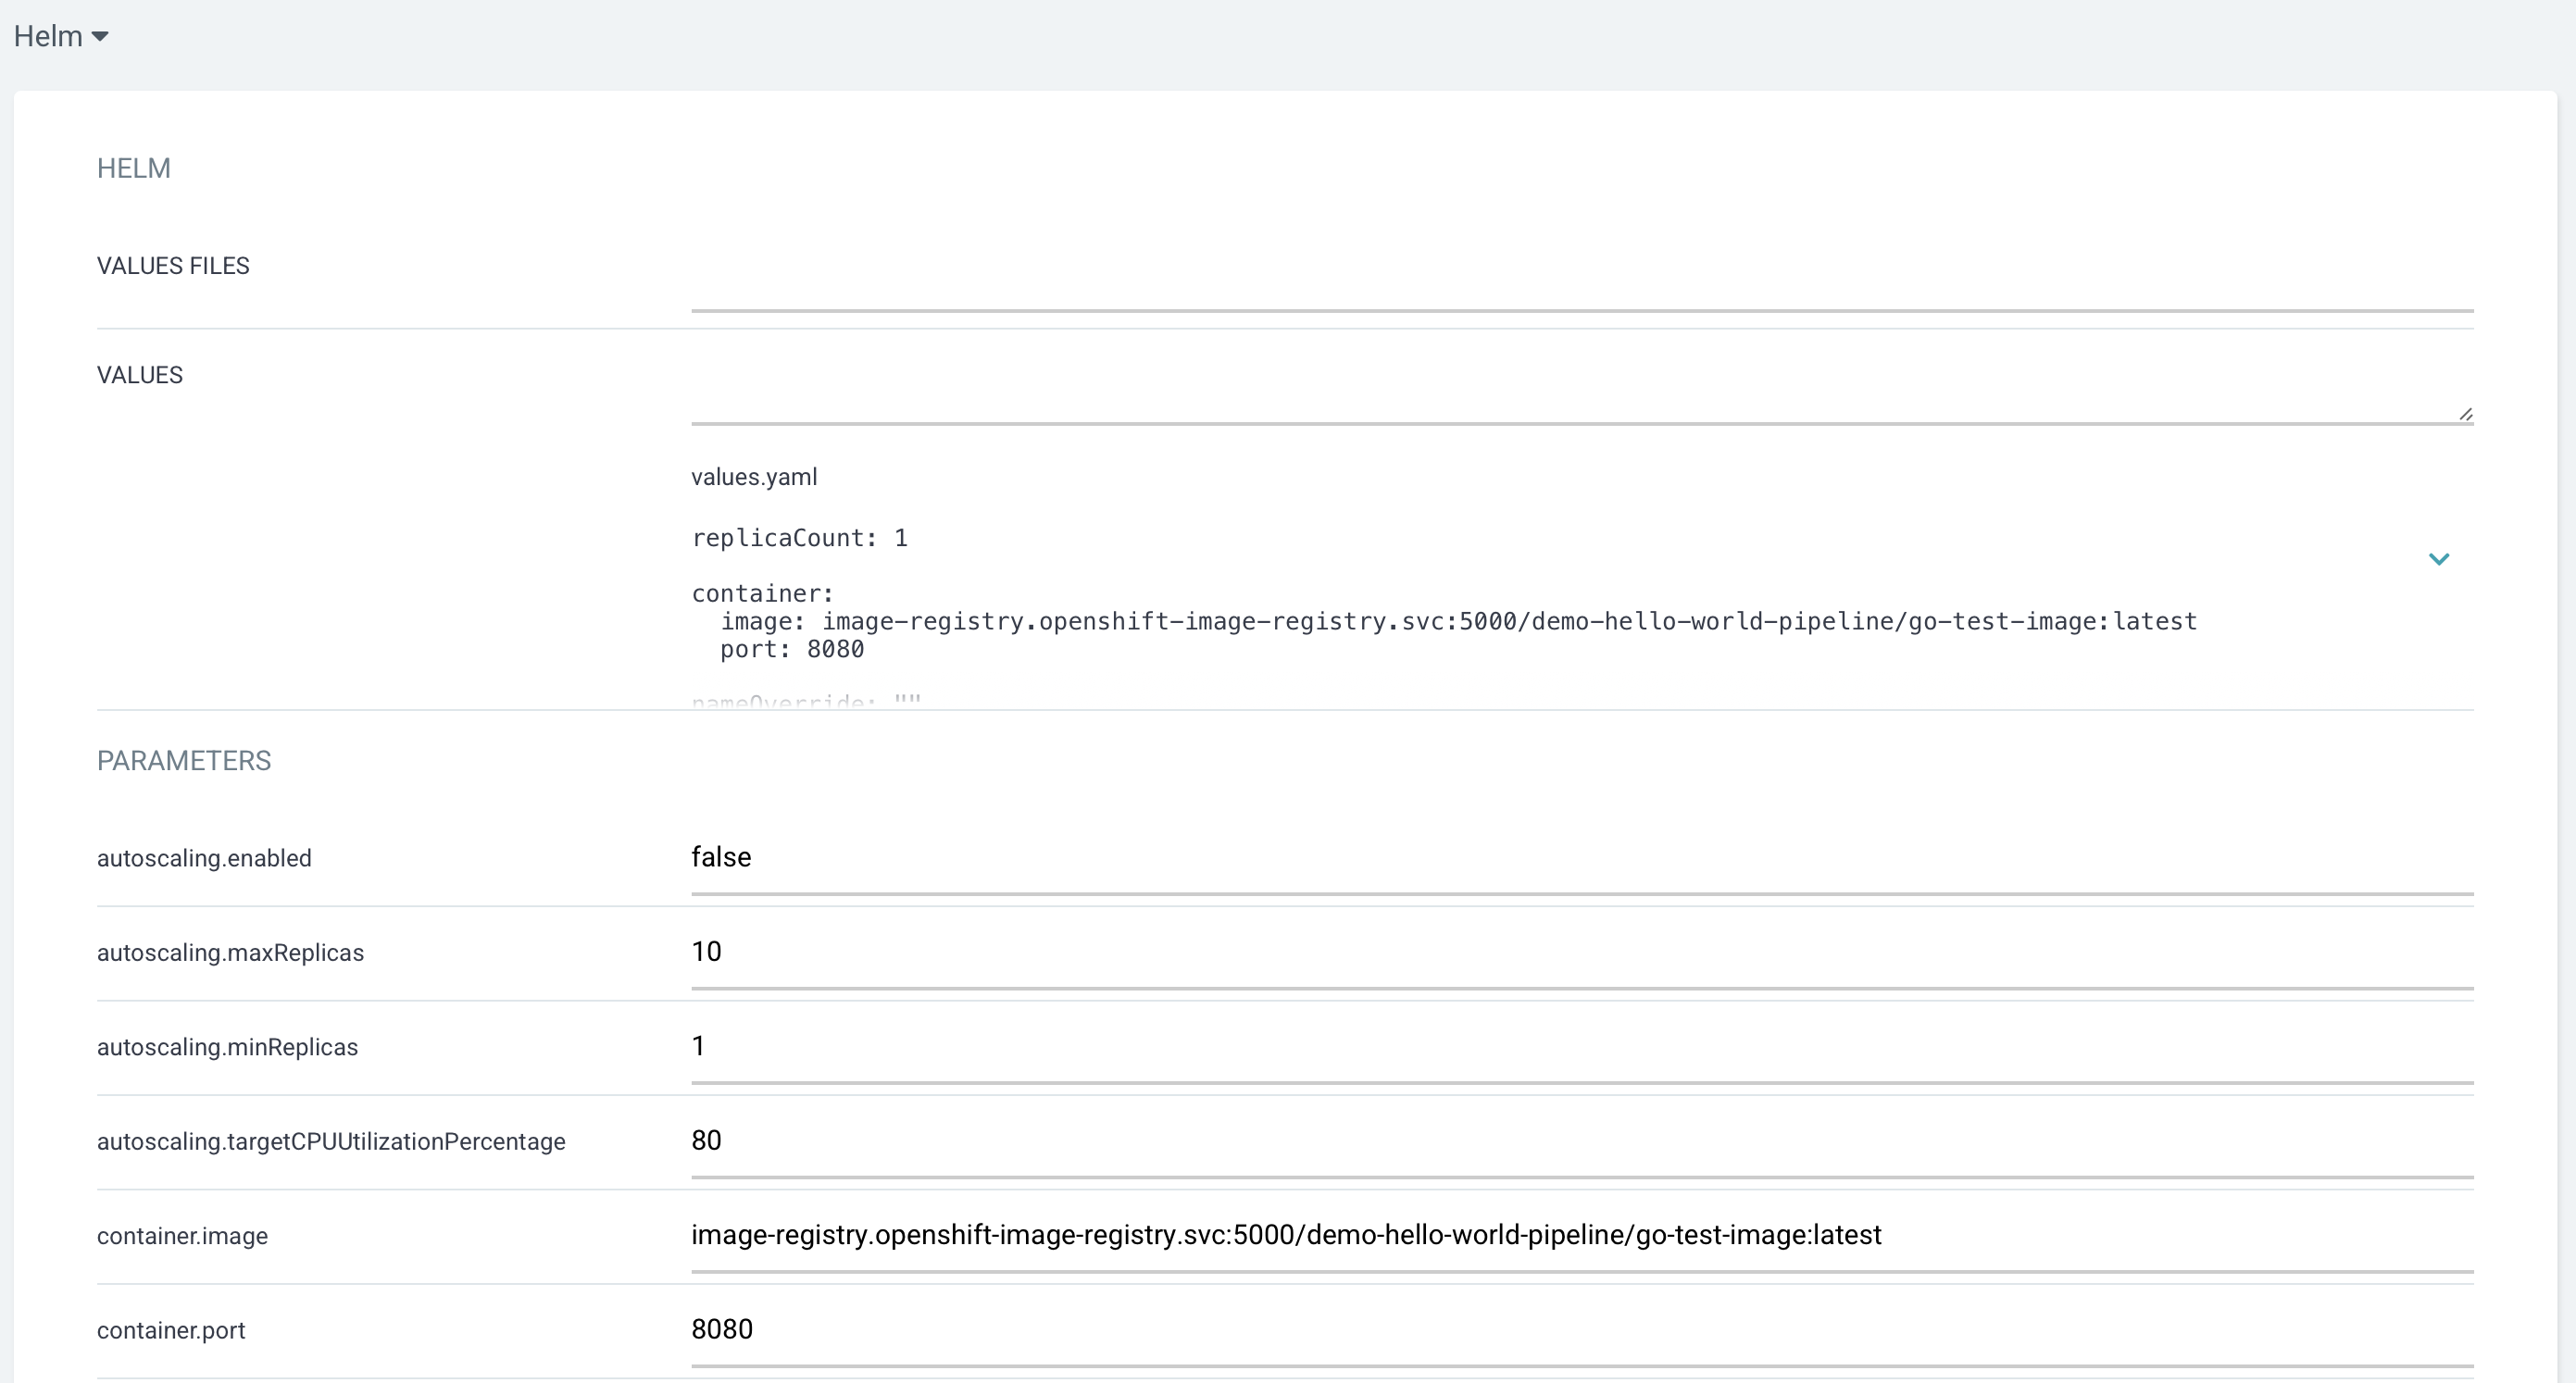 Helm
HELM
VALUES FILES
VALUES
values.yaml
replicaCount: 1
container:
  image: image-registry.openshift-image-registry.svc:5000/demo-hello-world-pipeline/go-test-image:latest
  port: 8080
nameOverride: ""
PARAMETERS
autoscaling.enabled false
autoscaling.maxReplicas 10
autoscaling.minReplicas 1
autoscaling.targetCPUUtilizationPercentage 80
container.image image-registry.openshift-image-registry.svc:5000/demo-hello-world-pipeline/go-test-image:latest
container.port 8080